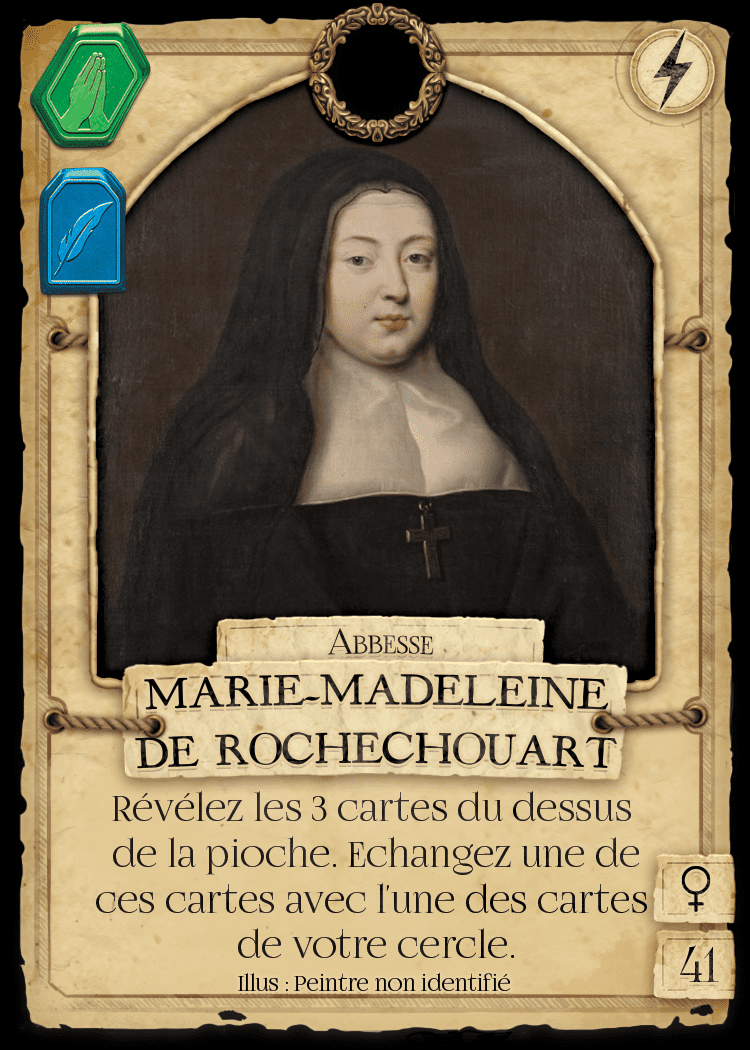 Abbesse
MARIE-MADELEINE
DE ROCHECHOUART
Révélez les 3 cartes du dessus
de la pioche. Echangez une de
ces cartes avec l'une des cartes
de votre cercle.
Illus : Peintre non identifié
♀
41